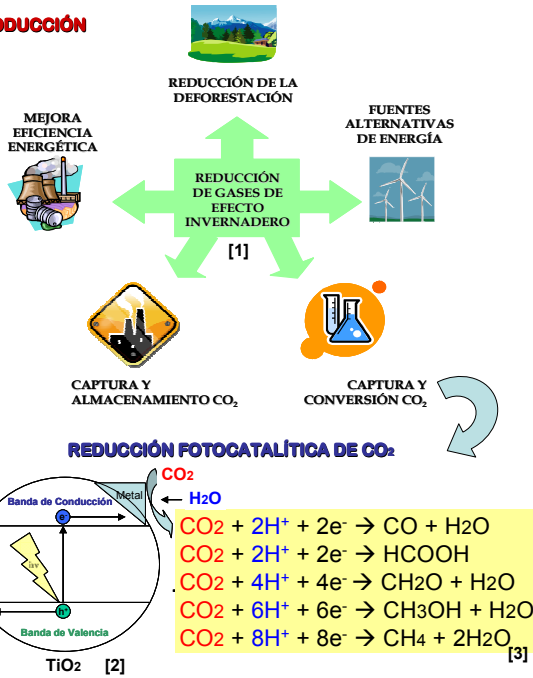 ODUCCIÓN
REDUCCIÓN DE LA
DEFORESTACIÓN
MEJORA
EFICIENCIA
ENERGÉTICA
FUENTES
ALTERNATIVAS
DE ENERGÍA
REDUCCIÓN
DE GASES DE
EFECTO
INVERNADERO
[1]
CAPTURA Y
ALMACENAMIENTO CO₂
CAPTURA Y
CONVERSIÓN CO₂
REDUCCIÓN FOTOCATALÍTICA DE CO2
CO2
H2O
Metal
Banda de Conducción
e⁻
hν
h⁺
Banda de Valencia
TiO2 [2]
CO2 + 2H⁺ + 2e⁻ → CO + H2O
CO2 + 2H⁺ + 2e⁻ → HCOOH
CO2 + 4H⁺ + 4e⁻ → CH2O + H2O
CO2 + 6H⁺ + 6e⁻ → CH3OH + H2O
CO2 + 8H⁺ + 8e⁻ → CH4 + 2H2O
[3]